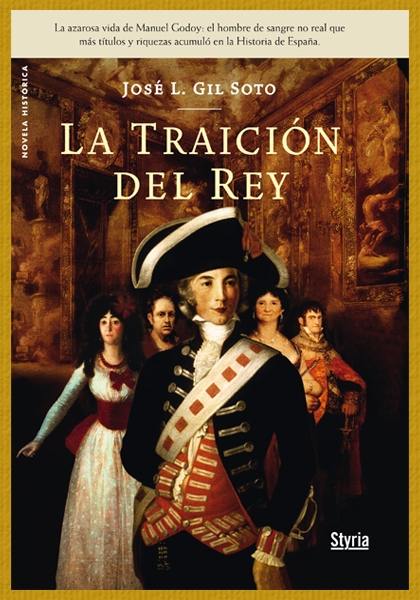 La azarosa vida de Manuel Godoy: el hombre de sangre no real que
más títulos y riquezas acumuló en la Historia de España.
NOVELA HISTÓRICA
JOSÉ L. GIL SOTO
LA TRAICIÓN
DEL REY
Styria